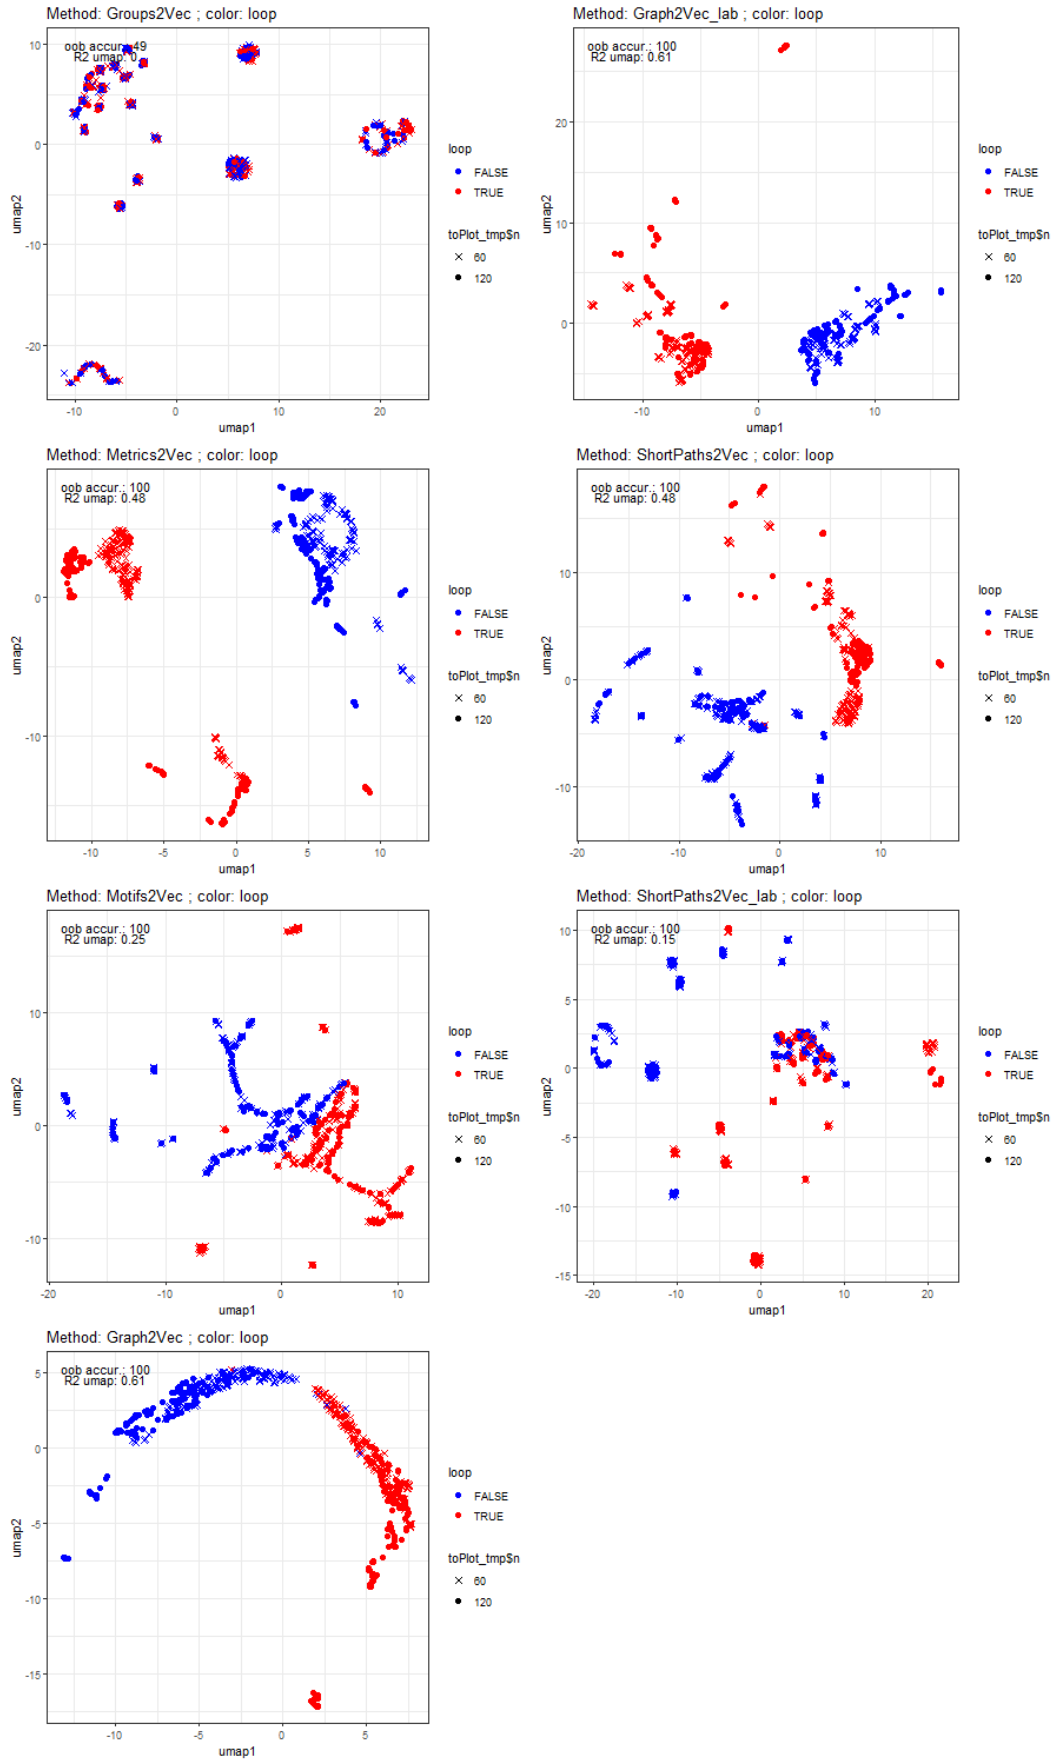 Method: Groups2Vec ; color: loop
oob accur.: 49
R2 umap: 0.
10
0
-10
-20
umap2
-10
0
10
20
umap1
loop
FALSE
TRUE
toPlot_tmp$n
60
120
Method: Graph2Vec_lab ; color: loop
oob accur.: 100
R2 umap: 0.61
20
10
0
umap2
-10
0
10
umap1
loop
FALSE
TRUE
toPlot_tmp$n
60
120
Method: Metrics2Vec ; color: loop
oob accur.: 100
R2 umap: 0.48
0
-10
umap2
-10
-5
0
5
10
umap1
loop
FALSE
TRUE
toPlot_tmp$n
60
120
Method: ShortPaths2Vec ; color: loop
oob accur.: 100
R2 umap: 0.48
10
0
-10
umap2
-20
-10
0
10
umap1
loop
FALSE
TRUE
toPlot_tmp$n
60
120
Method: Motifs2Vec ; color: loop
oob accur.: 100
R2 umap: 0.25
10
0
-10
umap2
-20
-10
0
10
umap1
loop
FALSE
TRUE
toPlot_tmp$n
60
120
Method: ShortPaths2Vec_lab ; color: loop
oob accur.: 100
R2 umap: 0.15
10
5
0
-5
-10
-15
umap2
-20
-10
0
10
20
umap1
loop
FALSE
TRUE
toPlot_tmp$n
60
120
Method: Graph2Vec ; color: loop
oob accur.: 100
R2 umap: 0.61
5
0
-5
-10
-15
umap2
-10
-5
0
5
umap1
loop
FALSE
TRUE
toPlot_tmp$n
60
120